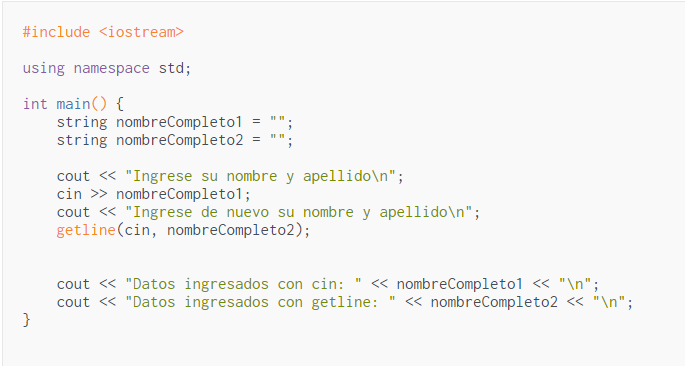 #include <iostream>
using namespace std;
int main() {
string nombreCompleto1 = "";
string nombreCompleto2 = "";
cout << "Ingrese su nombre y apellido\n";
cin >> nombreCompleto1;
cout << "Ingrese de nuevo su nombre y apellido\n";
getline(cin, nombreCompleto2);
cout << "Datos ingresados con cin: " << nombreCompleto1 << "\n";
cout << "Datos ingresados con getline: " << nombreCompleto2 << "\n";
}